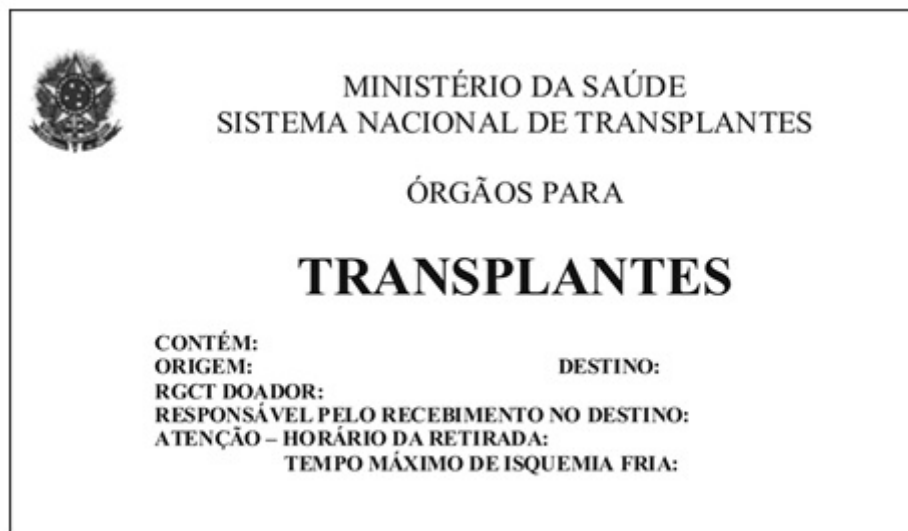 MINISTÉRIO DA SAÚDE
SISTEMA NACIONAL DE TRANSPLANTES
ÓRGÃOS PARA
TRANSPLANTES
CONTÉM:
ORIGEM: DESTINO:
RGCT DOADOR:
RESPONSÁVEL PELO RECEBIMENTO NO DESTINO:
ATENÇÃO – HORÁRIO DA RETIRADA:
TEMPO MÁXIMO DE ISQUEMIA FRIA: